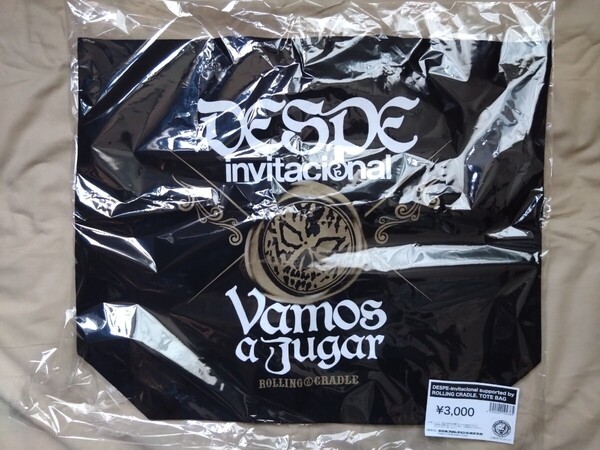 DESPE
invitacional
Vamos
a Jugar
ROLLING CRADLE
DESPE-invitacional supported by
ROLLING CRADLE. TOTE BAG
¥3,000